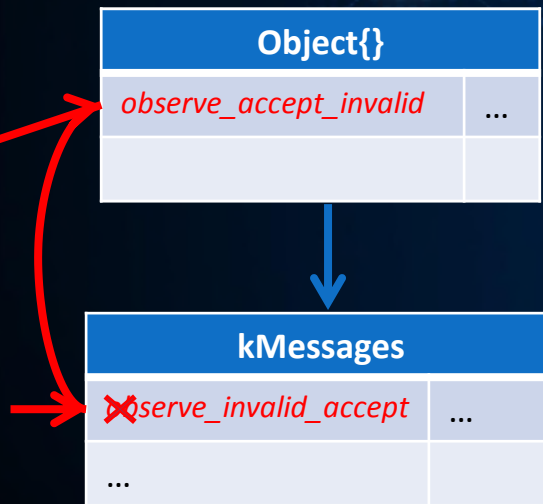 Object{}
observe_accept_invalid ...
kMessages
observe_invalid_accept ...
...